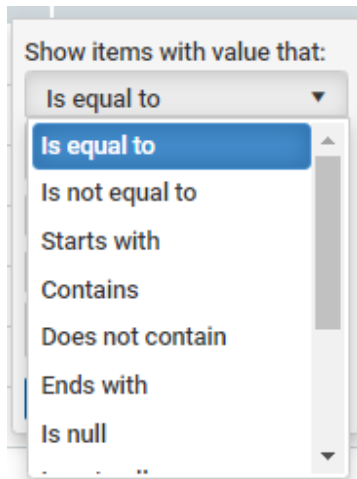 Show items with value that:
Is equal to
Is equal to
Is not equal to
Starts with
Contains
Does not contain
Ends with
Is null